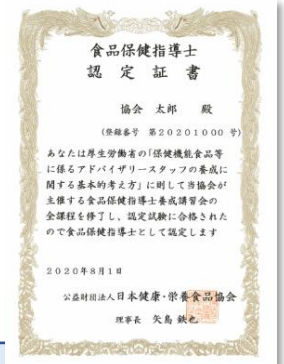 食品保健指導士
認定証書
協会 太郎 殿
(登録番号 第20201000号)
あなたは厚生労働省の「保健機能食品等
に係るアドバイザリースタッフの養成に
関する基本的考え方」に則して当協会が
主催する食品保健指導士養成講習会の
全課程を修了し、認定試験に合格された
ので食品保健指導士として認定します
2020年8月1日
公益財団法人日本健康・栄養食品協会
理事長 矢島 鉄也